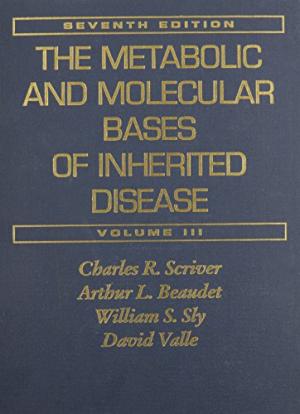 SEVENTH EDITION
THE METABOLIC
AND MOLECULAR
BASES
OF INHERITED
DISEASE
VOLUME III
Charles R. Scriver
Arthur L. Beaudet
William S. Sly
David Valle